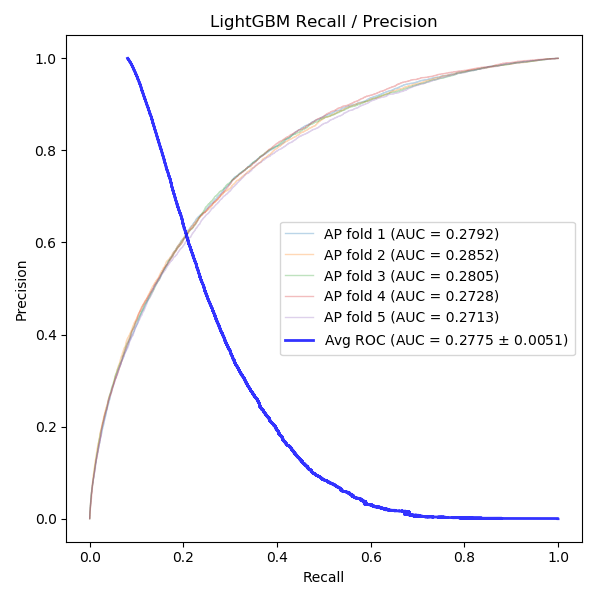 LightGBM Recall / Precision
1.0
0.8
0.6
0.4
0.2
0.0
Precision
AP fold 1 (AUC = 0.2792)
AP fold 2 (AUC = 0.2852)
AP fold 3 (AUC = 0.2805)
AP fold 4 (AUC = 0.2728)
AP fold 5 (AUC = 0.2713)
Avg ROC (AUC = 0.2775 ± 0.0051)
0.0 0.2 0.4 0.6 0.8 1.0
Recall